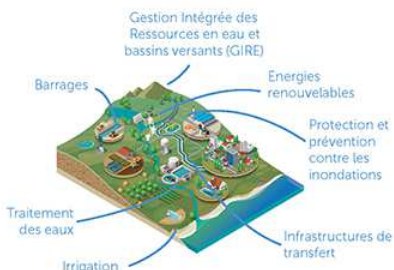 Gestion Intégrée des
Ressources en eau et
bassins versants (GIRE)
Barrages
Energies
renouvelables
Protection et
prévention
contre les
inondations
Traitement
des eaux
Infrastructures de
transfert
Irrigation